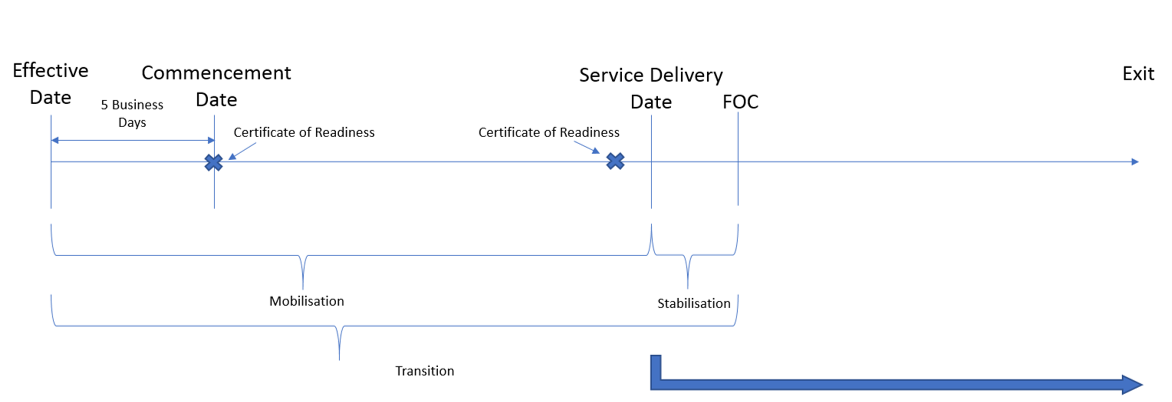 Effective
Date
5 Business
Days
Commencement
Date
Certificate of Readiness
Certificate of Readiness
Service Delivery
Date
FOC
Exit
Mobilisation
Stabilisation
Transition